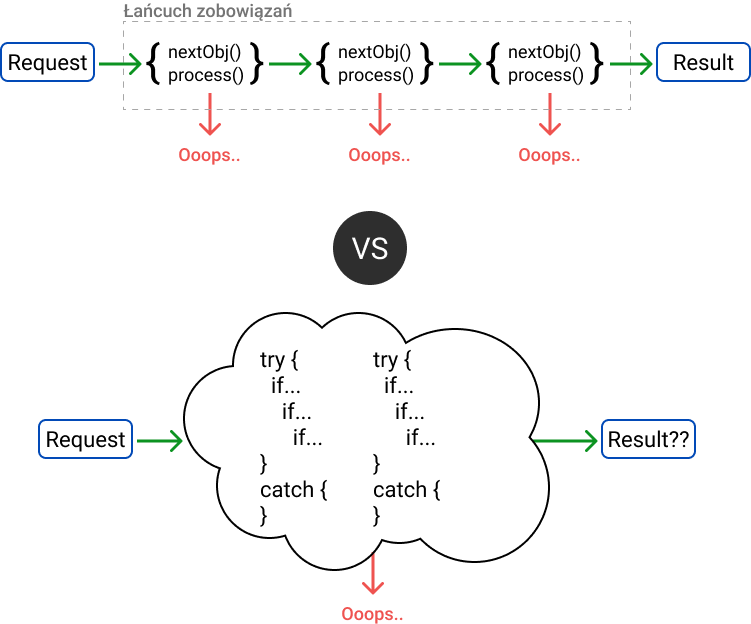 Łańcuch zobowiązań
Request
nextObj()
process()
nextObj()
process()
nextObj()
process()
Result
Ooops..
Ooops..
Ooops..
VS
try {
if...
if...
if...
}
catch {
}
try {
if...
if...
if...
}
catch {
}
Request
Result??
Ooops..